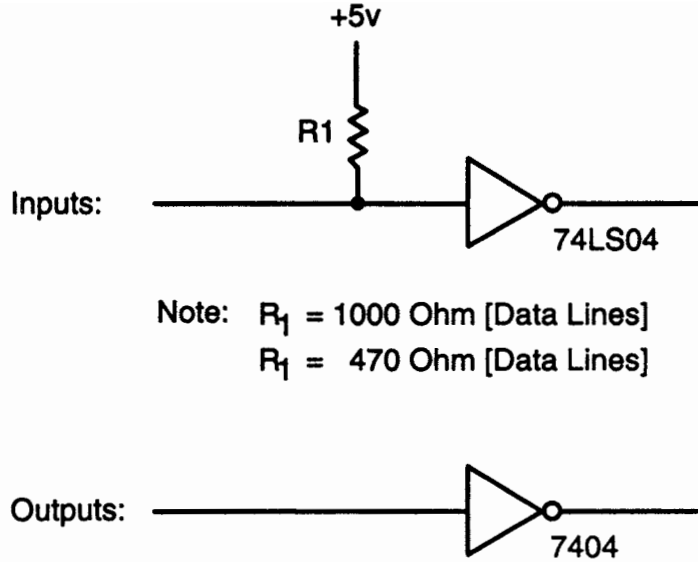 +5v
R1
Inputs:
74LS04
Note: R1 = 1000 Ohm [Data Lines]
R1 = 470 Ohm [Data Lines]
Outputs:
7404